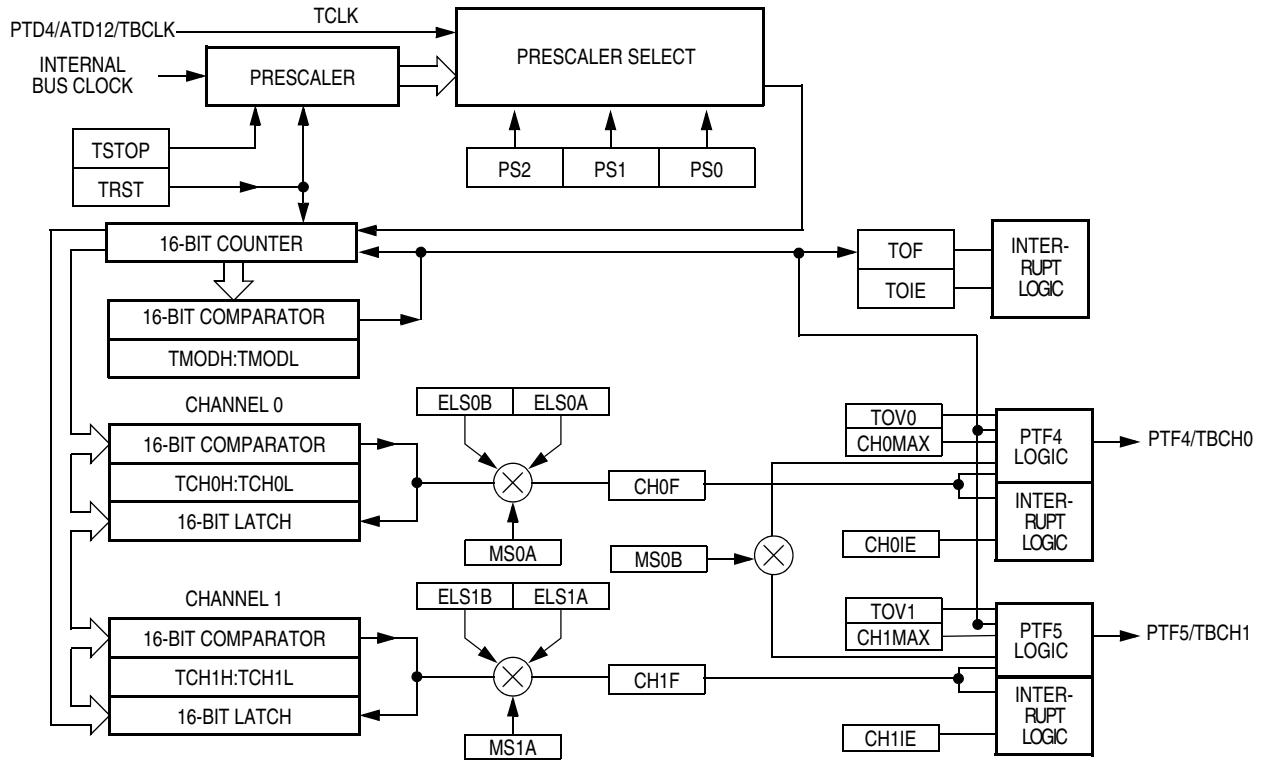 TCLK
PTD4/ATD12/TBCLK
PRESCALER SELECT
INTERNAL
BUS CLOCK
PRESCALER
TSTOP
TRST
PS2
PS1
PS0
16-BIT COUNTER
TOF
TOIE
INTER-
RUPT
LOGIC
16-BIT COMPARATOR
TMODH:TMODL
CHANNEL 0
ELS0B
ELS0A
TOV0
CH0MAX
PTF4
LOGIC
PTF4/TBCH0
16-BIT COMPARATOR
TCH0H:TCH0L
16-BIT LATCH
CH0F
INTER-
RUPT
LOGIC
MS0A
MS0B
CH0IE
CHANNEL 1
ELS1B
ELS1A
TOV1
CH1MAX
PTF5
LOGIC
PTF5/TBCH1
16-BIT COMPARATOR
TCH1H:TCH1L
16-BIT LATCH
CH1F
INTER-
RUPT
LOGIC
MS1A
CH1IE